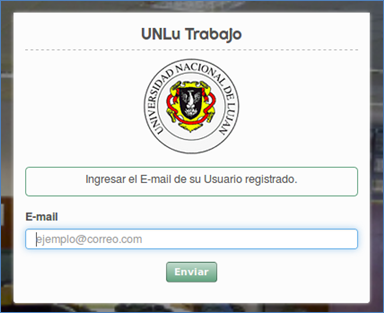 UNLu Trabajo
UNIVERSIDAD NACIONAL DE LUJAN
Ingresar el E-mail de su Usuario registrado.
E-mail
ejemplo@correo.com
Enviar